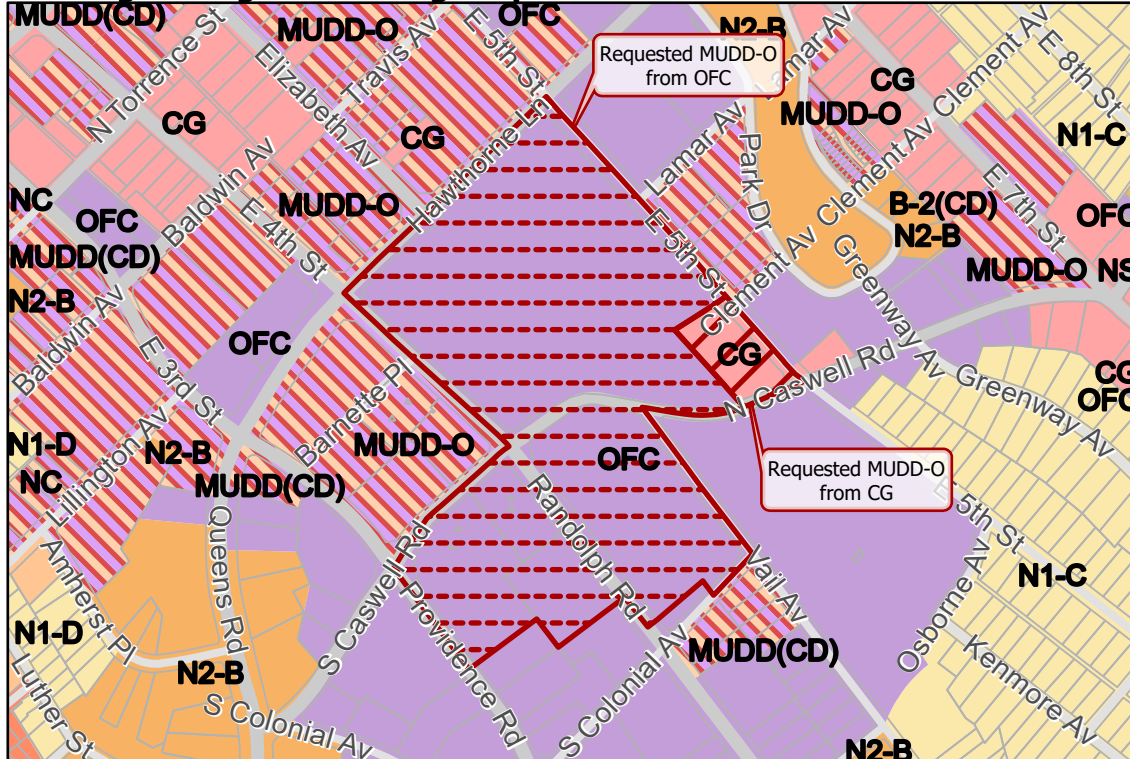 MUDD(CD)
MUDD-O
OFC
N2-B
Requested MUDD-O
from OFC
N Torrence St
Elizabeth Av
Travis Av
E 5th St
Lamar Av
Clement Av
E 8th St
CG
CG
CG
MUDD-O
N1-C
Hawthorne Ln
Lamar Av
Park Dr
Clement Av
E 7th St
NC
OFC
Baldwin Av
MUDD-O
B-2(CD)
N2-B
OFC
MUDD(CD)
E 4th St
E 5th St
Clement Av
Greenway Av
MUDD-O
NS
N2-B
Baldwin Av
E 3rd St
OFC
CG
N Caswell Rd
Greenway Av
CG
OFC
Barnette Pl
N1-D
NC
Lillington Av
N2-B
MUDD-O
MUDD(CD)
OFC
Requested MUDD-O
from CG
E 5th St
Queens Rd
Randolph Rd
Amherst Pl
S Caswell Rd
Providence Rd
Vail Av
Osborne Av
N1-C
N1-D
N2-B
MUDD(CD)
Kenmore Av
Luther St
S Colonial Av
S Colonial Av
N2-B